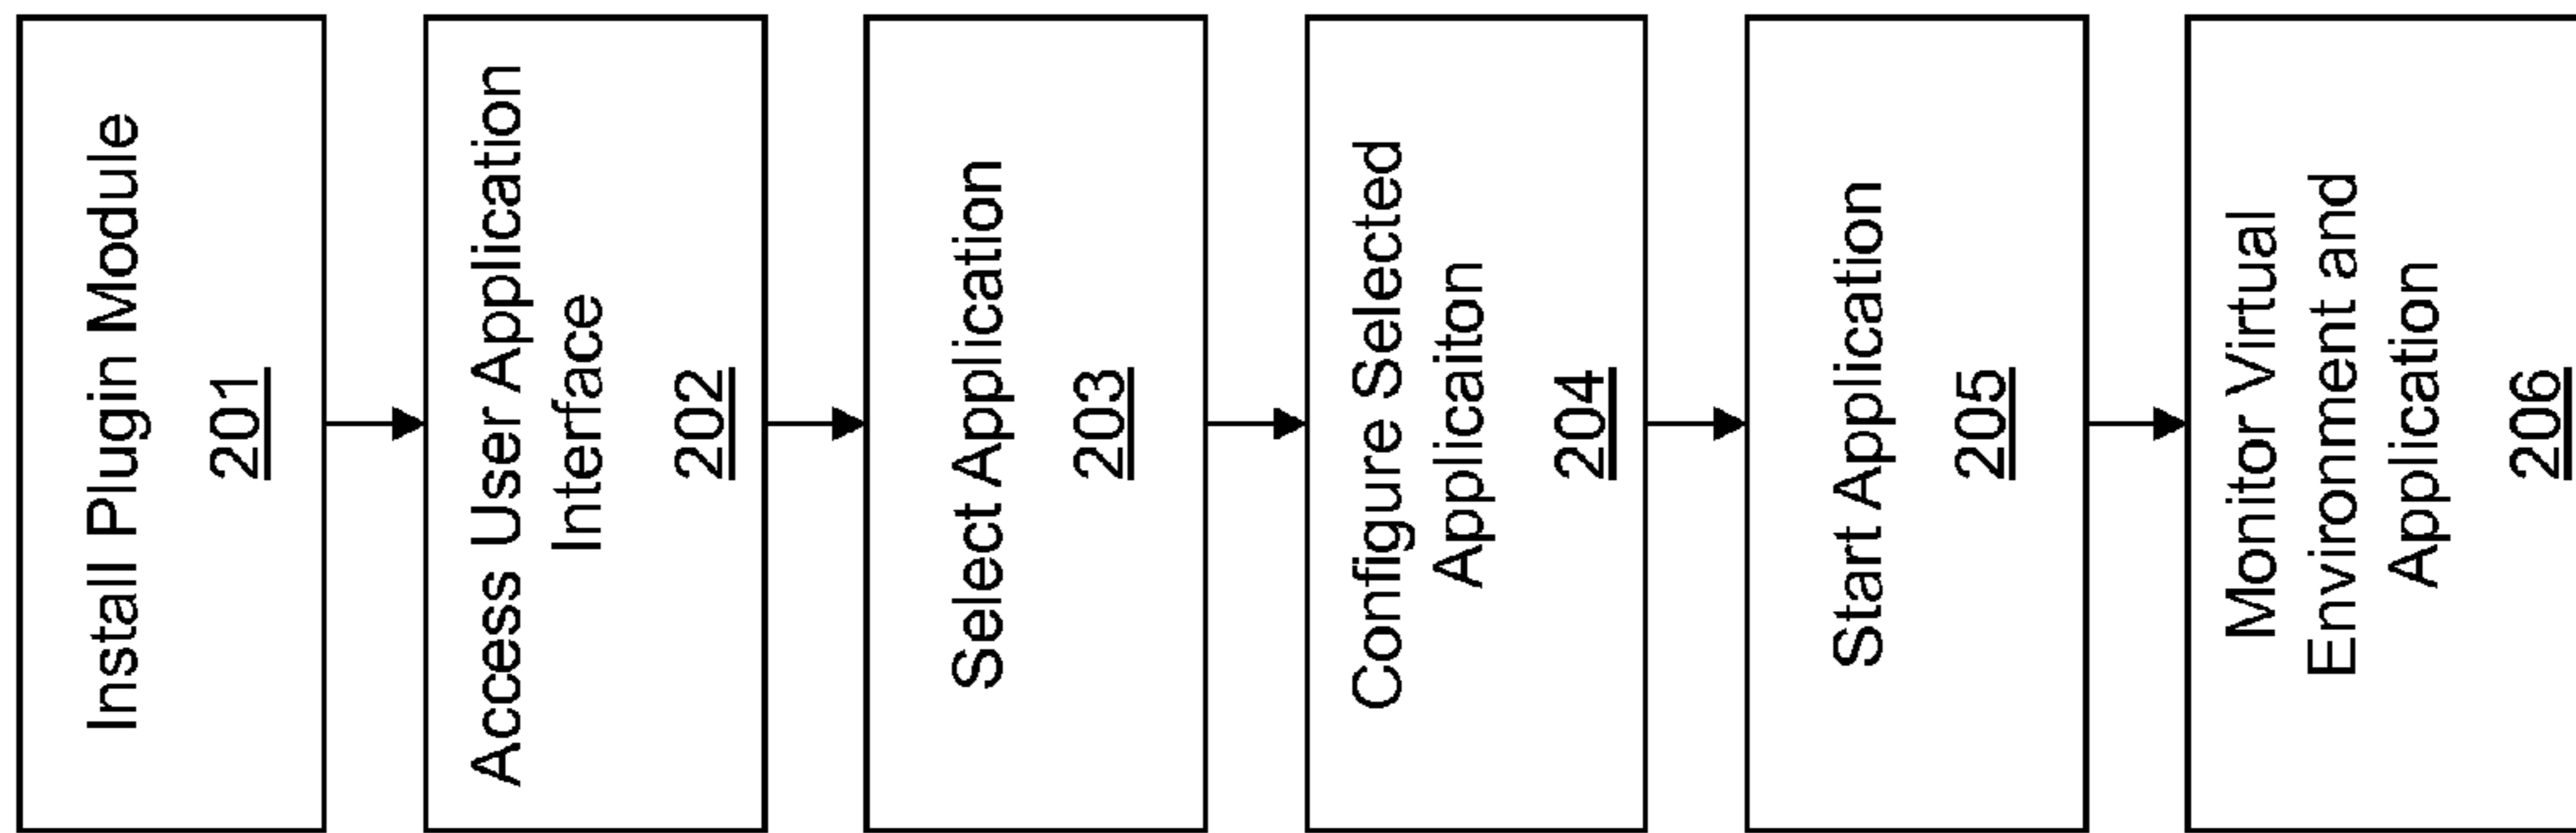 Install Plugin Module
201
Access User Application
Interface
202
Select Application
203
Configure Selected
Applicaiton
204
Start Application
205
Monitor Virtual
Environment and
Application
206